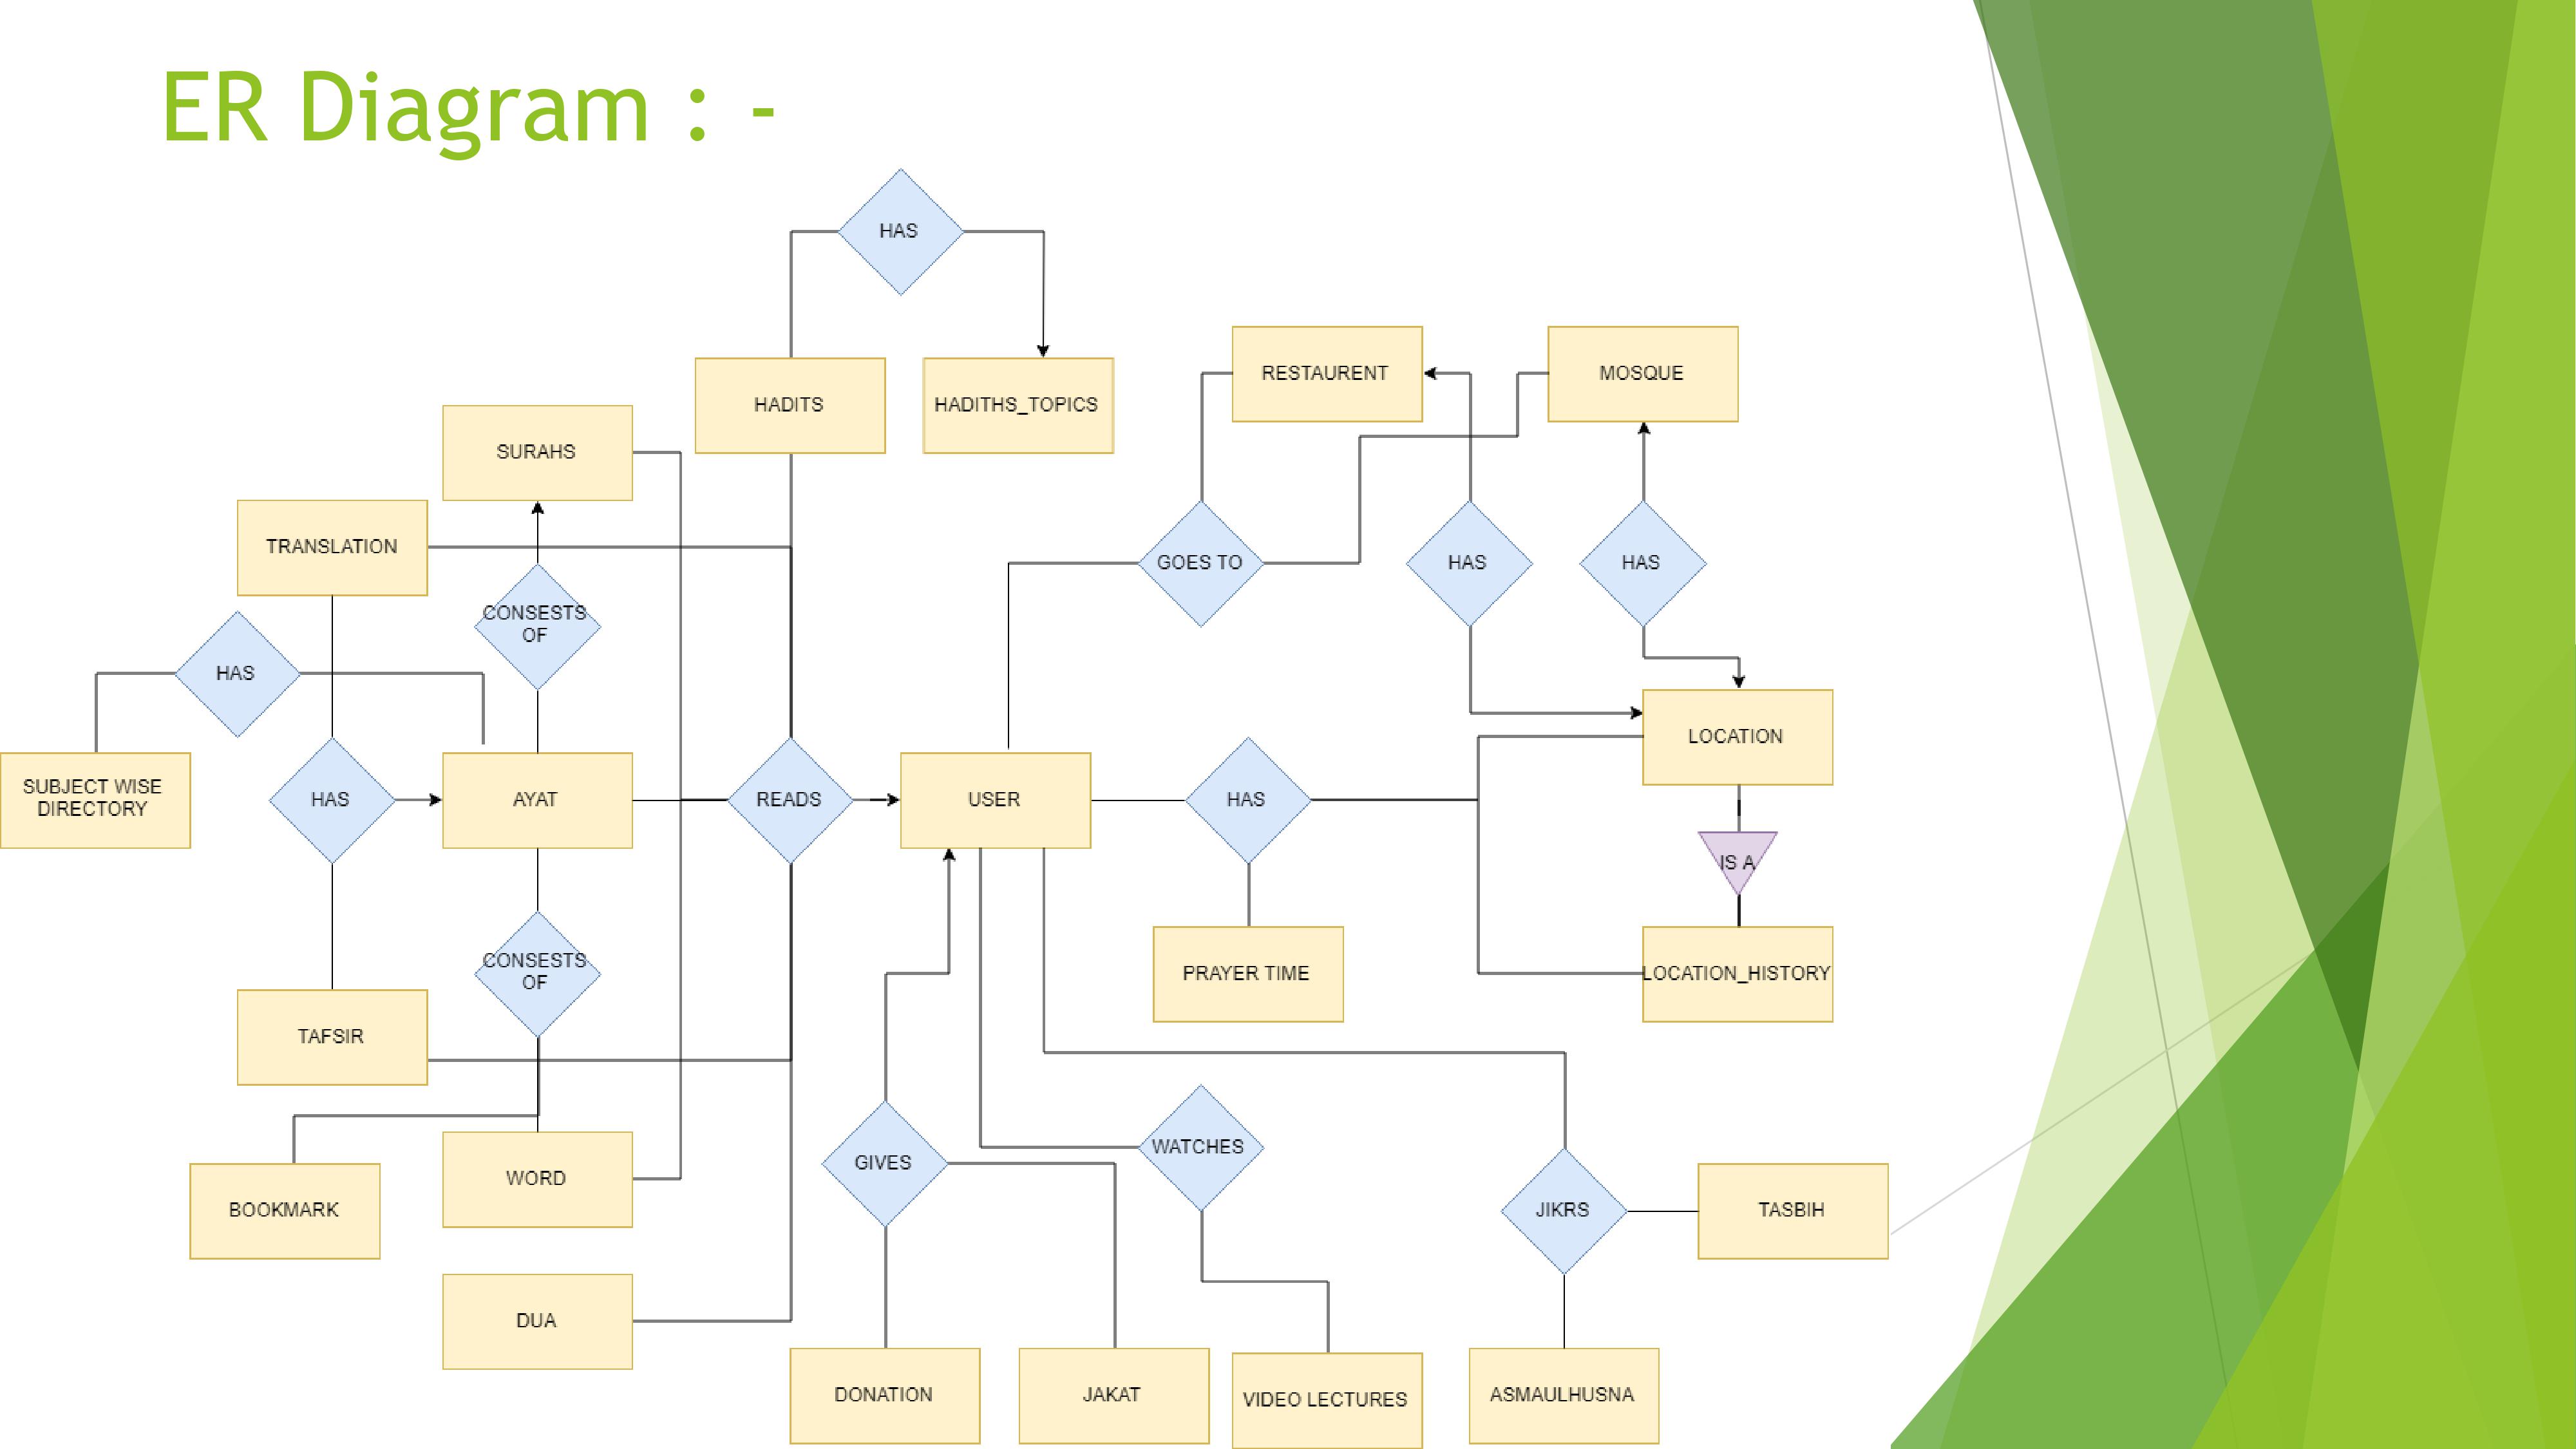 ER Diagram : -
HAS
RESTAURENT
MOSQUE
HADITS
HADITHS_TOPICS
SURAHS
TRANSLATION
GOES TO
HAS
HAS
CONSESTS
OF
HAS
LOCATION
SUBJECT WISE
DIRECTORY
HAS
AYAT
READS
USER
HAS
IS A
CONSESTS
OF
PRAYER TIME
LOCATION_HISTORY
TAFSIR
WATCHES
GIVES
WORD
BOOKMARK
JIKRS
TASBIH
DUA
DONATION
JAKAT
VIDEO LECTURES
ASMAULHUSNA